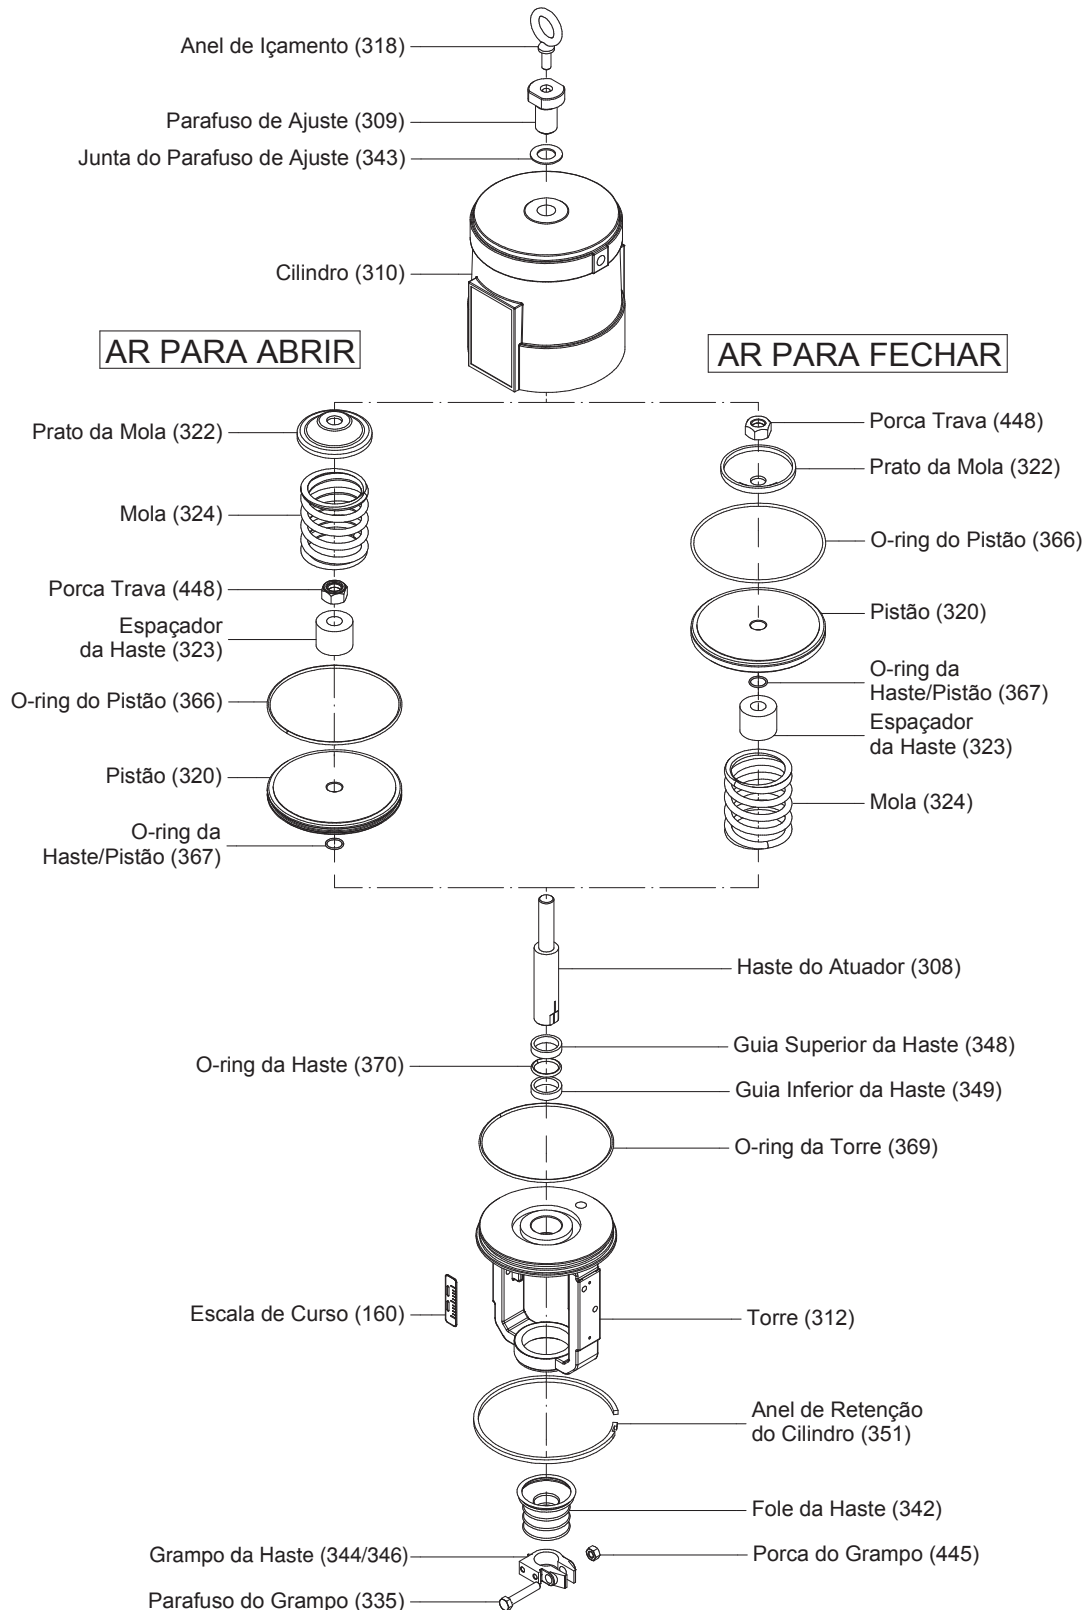 Anel de Içamento (318)
Parafuso de Ajuste (309)
Junta do Parafuso de Ajuste (343)
Cilindro (310)
AR PARA ABRIR
Prato da Mola (322)
Mola (324)
Porca Trava (448)
Espaçador
da Haste (323)
O-ring do Pistão (366)
Pistão (320)
O-ring da
Haste/Pistão (367)
AR PARA FECHAR
Porca Trava (448)
Prato da Mola (322)
O-ring do Pistão (366)
Pistão (320)
O-ring da
Haste/Pistão (367)
Espaçador
da Haste (323)
Mola (324)
Haste do Atuador (308)
Guia Superior da Haste (348)
O-ring da Haste (370)
Guia Inferior da Haste (349)
O-ring da Torre (369)
Escala de Curso (160)
Torre (312)
Anel de Retenção
do Cilindro (351)
Fole da Haste (342)
Grampo da Haste (344/346)
Porca do Grampo (445)
Parafuso do Grampo (335)